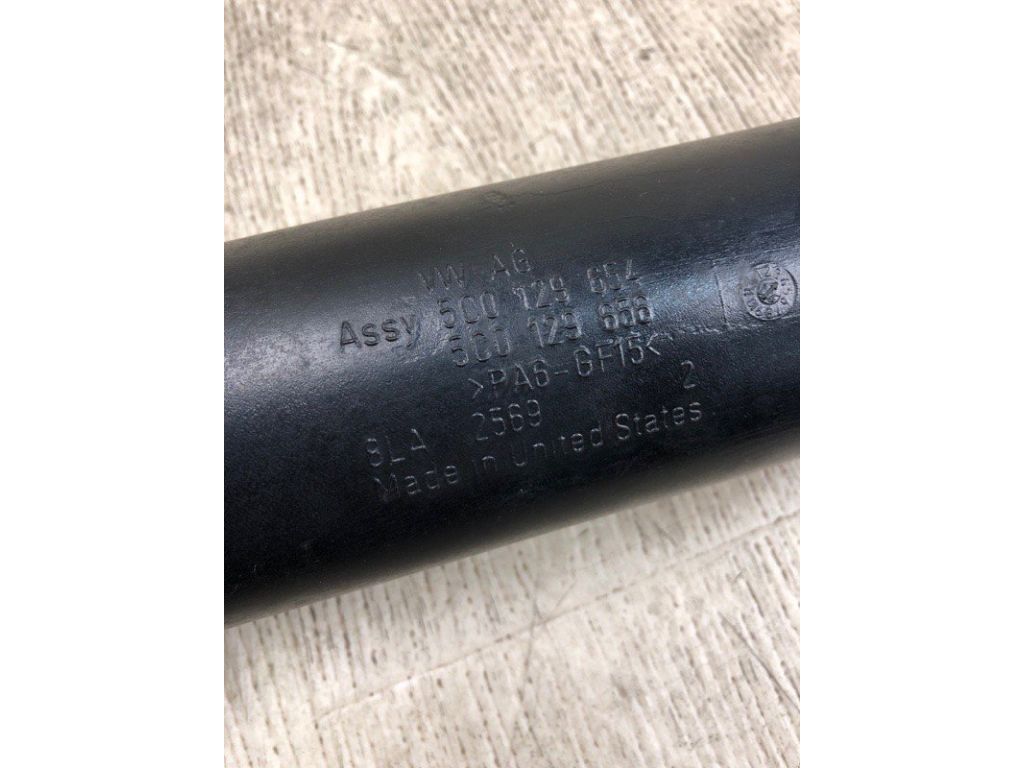 VW AG
Assy 5C0 129 654
5C0 129 656
>PA6-GF15<
8LA 2569 2
Made in United States